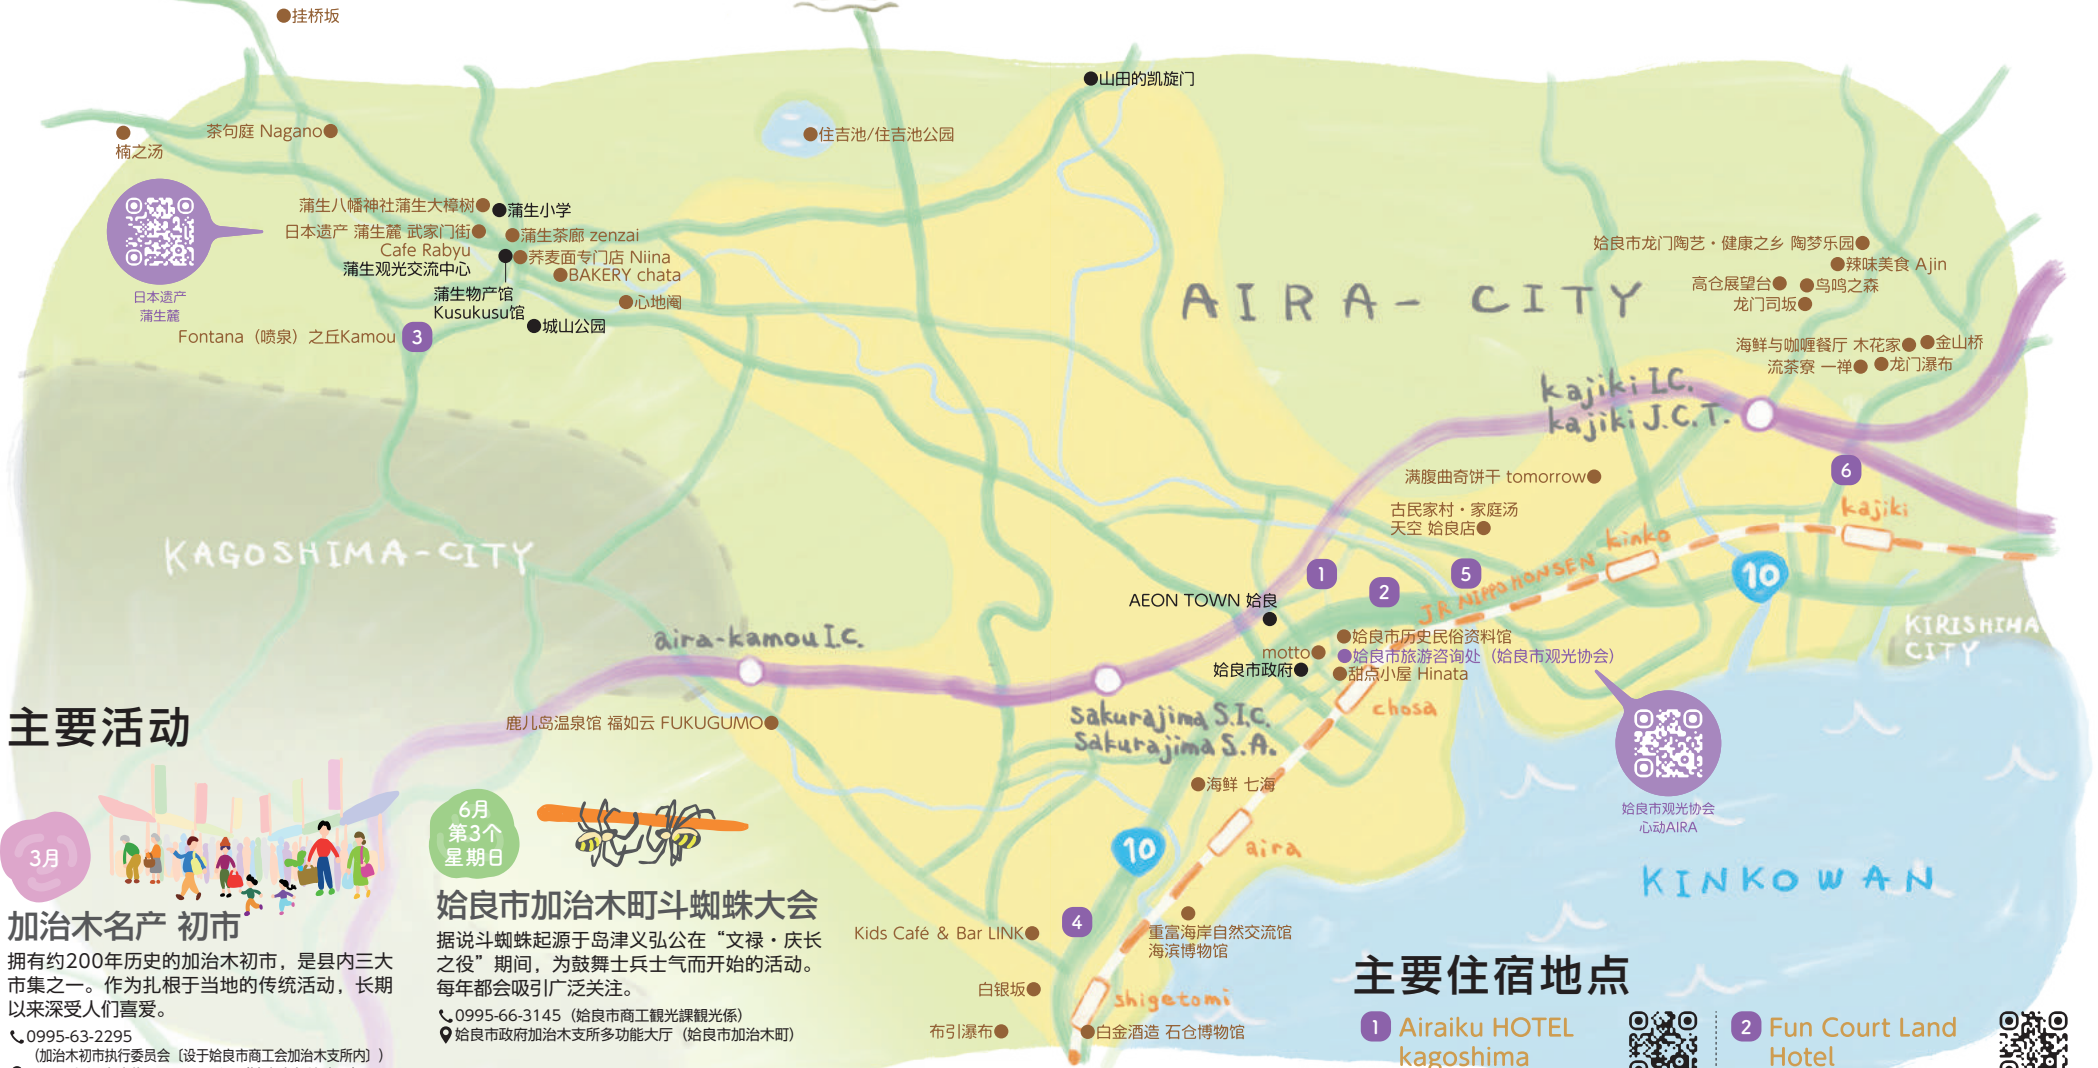 挂桥坂
山田的凯旋门
楠之汤
茶句庭 Nagano
住吉池/住吉池公园
日本遗产
蒲生麓
蒲生八幡神社蒲生大樟树
蒲生小学
日本遗产 蒲生麓 武家门街
蒲生茶廊 zenzai
Cafe Rabyu
荞麦面专门店 Niina
蒲生观光交流中心
BAKERY chata
蒲生物产馆
Kusukusu馆
心地阁
城山公园
Fontana（喷泉）之丘Kamou
3
AIRA-CITY
姶良市龙门陶艺・健康之乡 陶梦乐园
辣味美食 Ajin
高仓展望台
鸟鸣之森
龙门司坂
海鲜与咖喱餐厅 木花家
金山桥
流茶寮 一禅
龙门瀑布
kajiki I.C.
kajiki J.C.T.
6
满腹曲奇饼干 tomorrow
古民家村・家庭汤
天空 姶良店
kajiki
kinko
JR NIPPO HONSEN
10
KAGOSHIMA-CITY
1
2
5
AEON TOWN 姶良
姶良市历史民俗资料馆
motto
姶良市旅游咨询处（姶良市观光协会）
姶良市政府
甜点小屋 Hinata
KIRISHIMA
CITY
aira-kamou I.C.
chosa
sakurajima S.I.C.
sakurajima S.A.
鹿儿岛温泉馆 福如云 FUKUGUMO
海鲜 七海
姶良市观光协会
心动AIRA
10
aira
KINKOWAN
4
Kids Café & Bar LINK
重富海岸自然交流馆
海滨博物馆
白银坂
shigetomi
布引瀑布
白金酒造 石仓博物馆
主要活动
3月
加治木名产 初市
拥有约200年历史的加治木初市，是县内三大
市集之一。作为扎根于当地的传统活动，长期
以来深受人们喜爱。
0995-63-2295
（加治木初市执行委员会〔设于姶良市商工会加治木支所内〕）
6月
第3个
星期日
姶良市加治木町斗蜘蛛大会
据说斗蜘蛛起源于岛津义弘公在“文禄・庆长
之役”期间，为鼓舞士兵士气而开始的活动。
每年都会吸引广泛关注。
0995-66-3145（姶良市商工観光課観光係）
姶良市政府加治木支所多功能大厅（姶良市加治木町）
主要住宿地点
1 Airaiku HOTEL
kagoshima
2 Fun Court Land
Hotel